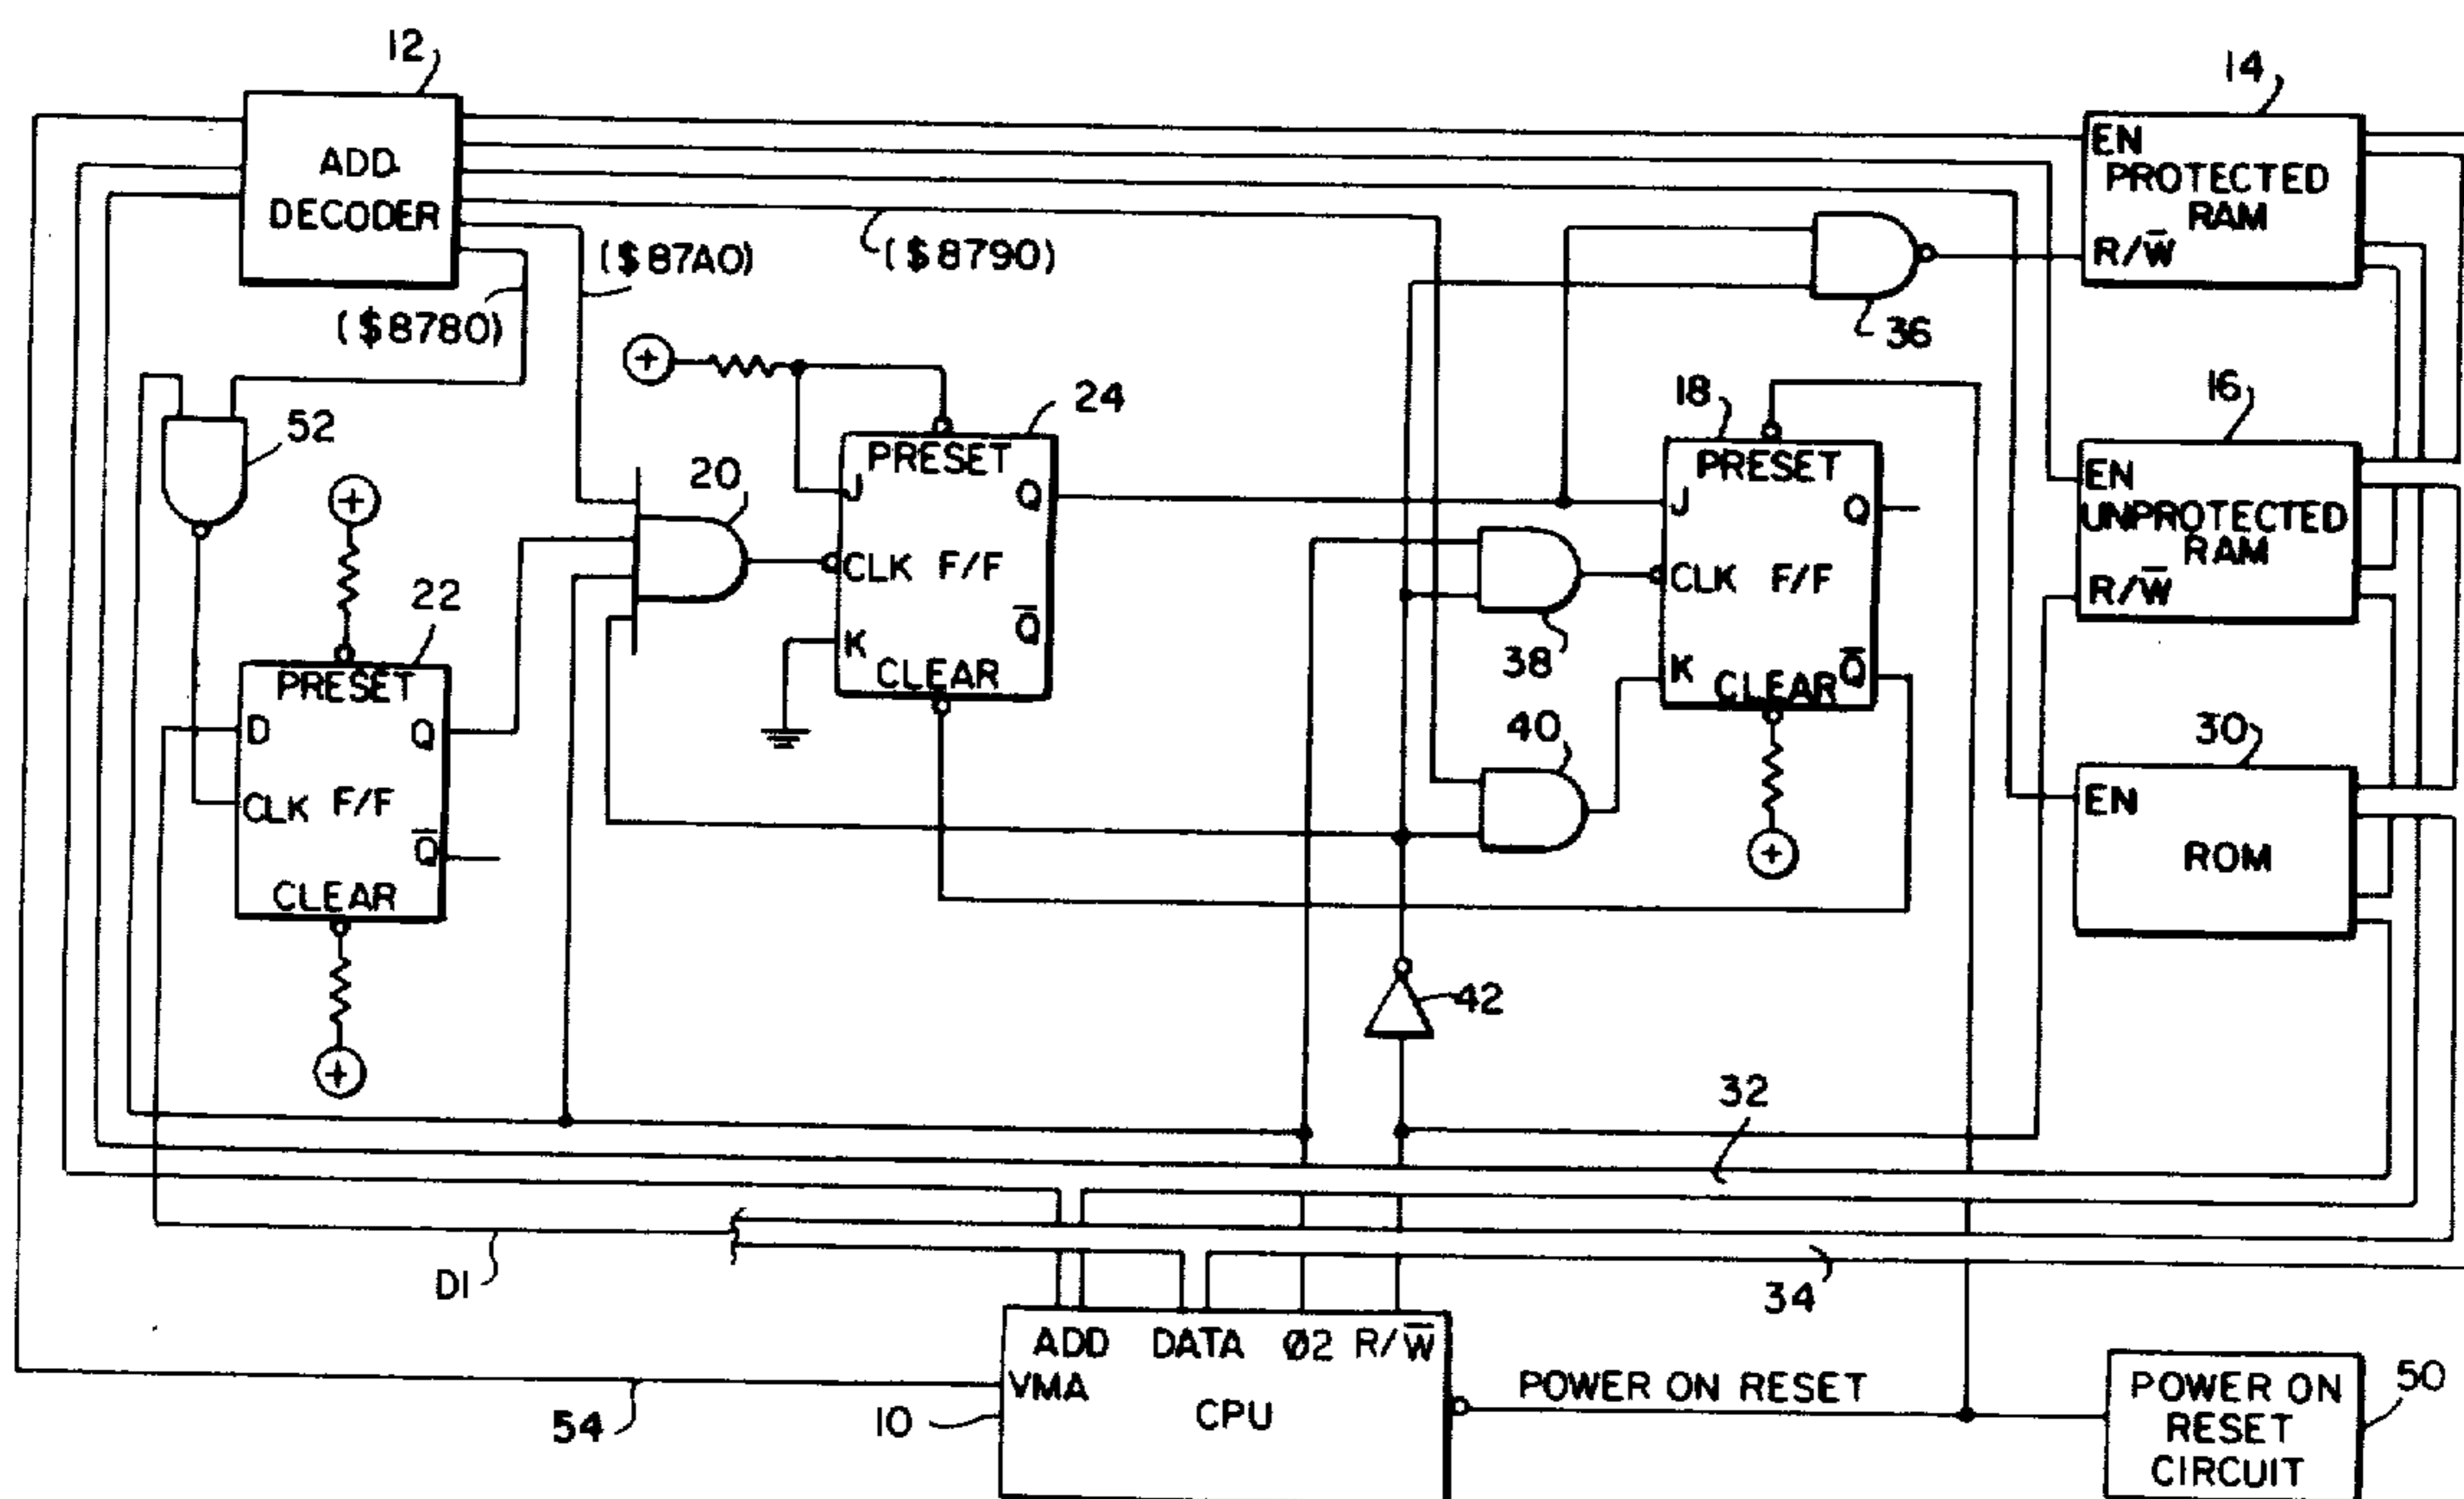 12
14
ADD.
DECODER
EN
PROTECTED
RAM
R/W̅
($87A0)
($8790)
($8780)
36
52
24
18
16
PRESET
J
Q
CLK F/F
Q̅
K
CLEAR
20
PRESET
J
Q
CLK F/F
K
CLEAR
Q̅
EN
UNPROTECTED
RAM
R/W̅
38
22
PRESET
D
Q
CLK F/F
Q̅
CLEAR
40
30
EN
ROM
42
32
D1
34
ADD DATA Ø2 R/W̅
VMA
CPU
54
10
POWER ON RESET
POWER ON
RESET
CIRCUIT
50